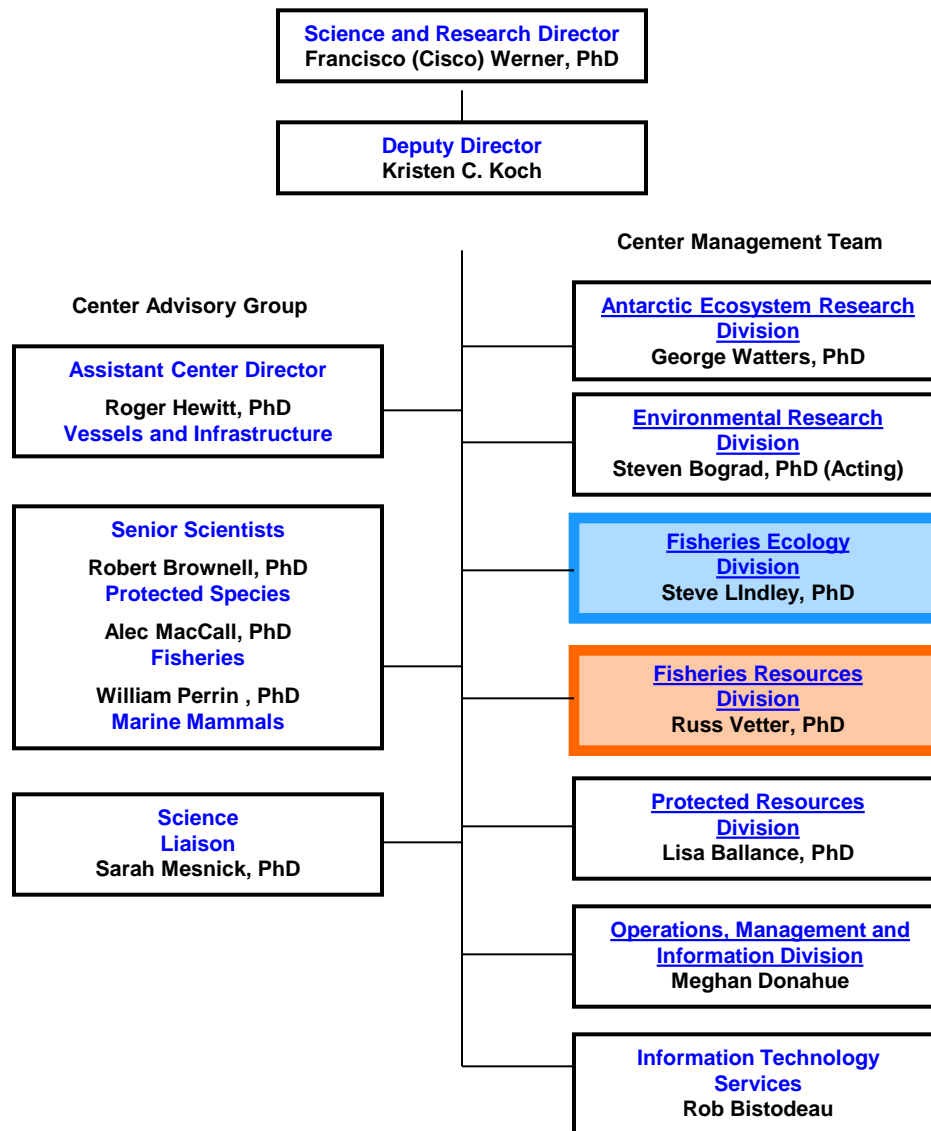 Science and Research Director
Francisco (Cisco) Werner, PhD
Deputy Director
Kristen C. Koch
Center Advisory Group
Assistant Center Director
Roger Hewitt, PhD
Vessels and Infrastructure
Senior Scientists
Robert Brownell, PhD
Protected Species
Alec MacCall, PhD
Fisheries
William Perrin , PhD
Marine Mammals
Science
Liaison
Sarah Mesnick, PhD
Center Management Team
Antarctic Ecosystem Research
Division
George Watters, PhD
Environmental Research
Division
Steven Bograd, PhD (Acting)
Fisheries Ecology
Division
Steve LIndley, PhD
Fisheries Resources
Division
Russ Vetter, PhD
Protected Resources
Division
Lisa Ballance, PhD
Operations, Management and
Information Division
Meghan Donahue
Information Technology
Services
Rob Bistodeau